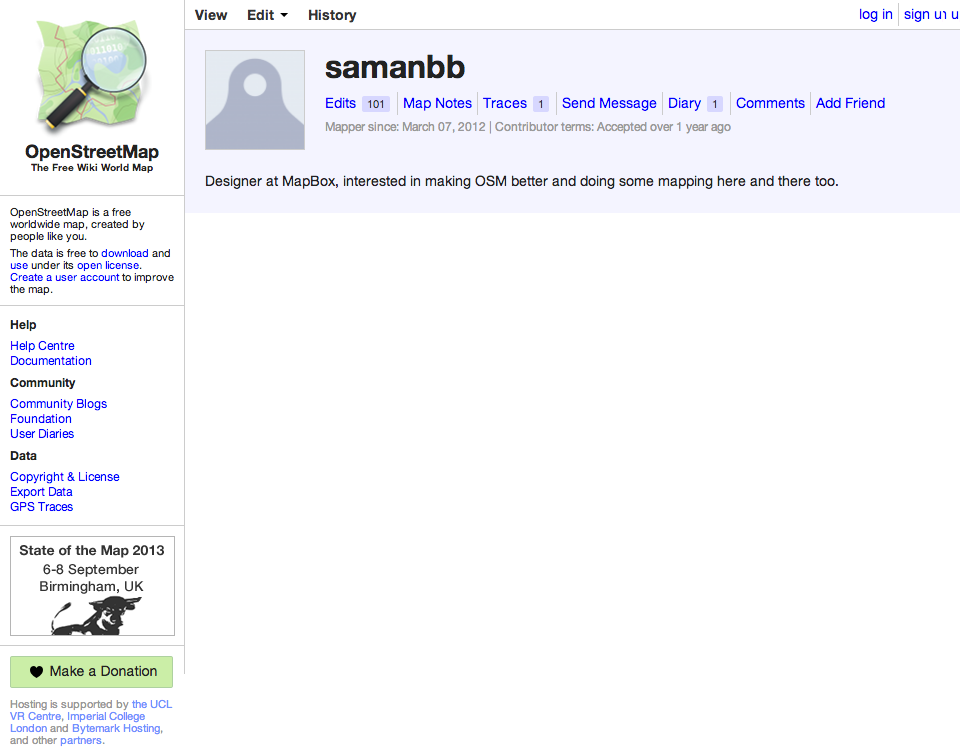 View Edit History
log in sign u
011010
OpenStreetMap
The Free Wiki World Map
samanbb
Edits 101 Map Notes Traces 1 Send Message Diary 1 Comments Add Friend
Mapper since: March 07, 2012 | Contributor terms: Accepted over 1 year ago
Designer at MapBox, interested in making OSM better and doing some mapping here and there too.
OpenStreetMap is a free
worldwide map, created by
people like you.
The data is free to download and
use under its open license.
Create a user account to improve
the map.
Help
Help Centre
Documentation
Community
Community Blogs
Foundation
User Diaries
Data
Copyright & License
Export Data
GPS Traces
State of the Map 2013
6-8 September
Birmingham, UK
Make a Donation
Hosting is supported by the UCL
VR Centre, Imperial College
London and Bytemark Hosting,
and other partners.